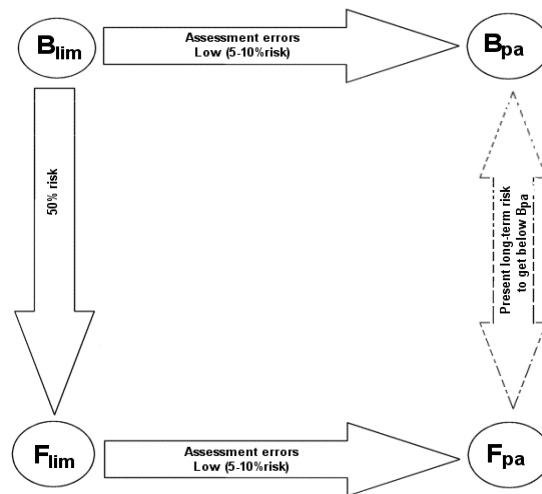 Blim
Assessment errors
Low (5-10%risk)
Bpa
50% risk
Present long-term risk
to get below Bpa
Flim
Assessment errors
Low (5-10%risk)
Fpa